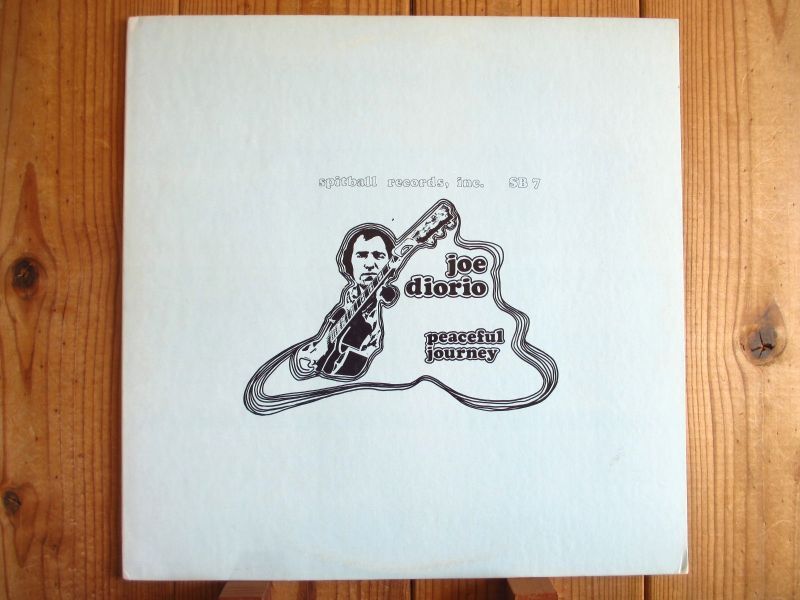 spitball records, inc. SB 7
joe
diorio
peaceful
journey